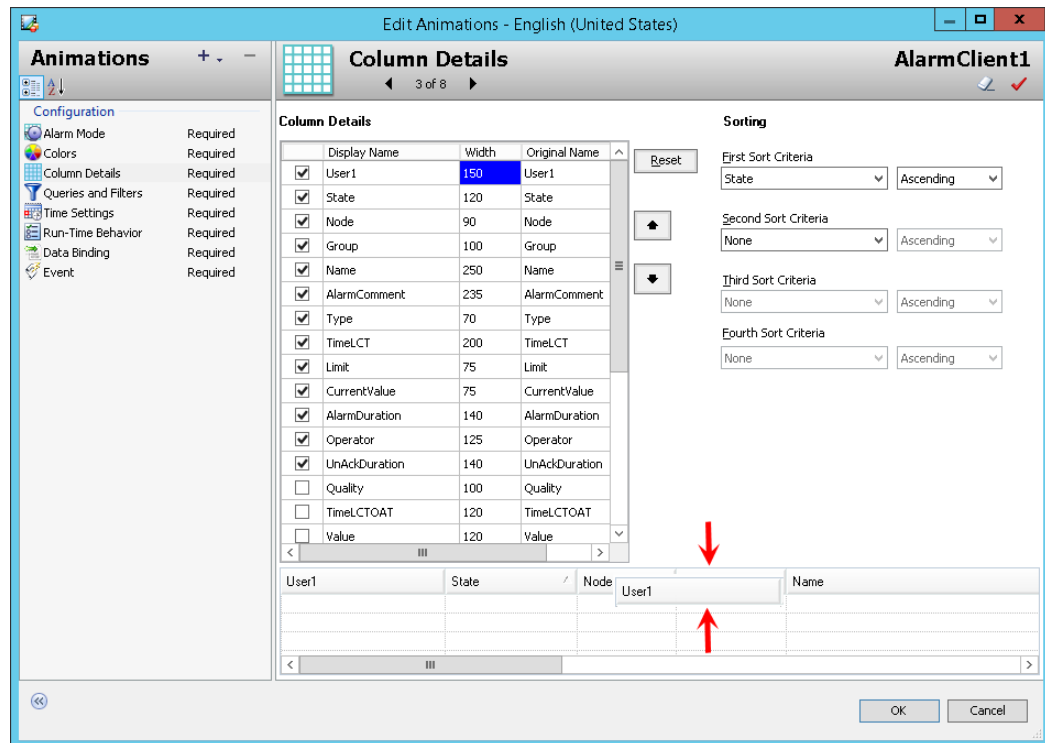 Edit Animations - English (United States)
Animations
Configuration
Alarm Mode Required
Colors Required
Column Details Required
Queries and Filters Required
Time Settings Required
Run-Time Behavior Required
Data Binding Required
Event Required
Column Details
3 of 8
AlarmClient1
Column Details
Display Name Width Original Name
User1 150 User1
State 120 State
Node 90 Node
Group 100 Group
Name 250 Name
AlarmComment 235 AlarmComment
Type 70 Type
TimeLCT 200 TimeLCT
Limit 75 Limit
CurrentValue 75 CurrentValue
AlarmDuration 140 AlarmDuration
Operator 125 Operator
UnAckDuration 140 UnAckDuration
Quality 100 Quality
TimeLCTOAT 120 TimeLCTOAT
Value 120 Value
Reset
Sorting
First Sort Criteria
State Ascending
Second Sort Criteria
None Ascending
Third Sort Criteria
None Ascending
Fourth Sort Criteria
None Ascending
User1 State Node Name
User1
OK Cancel